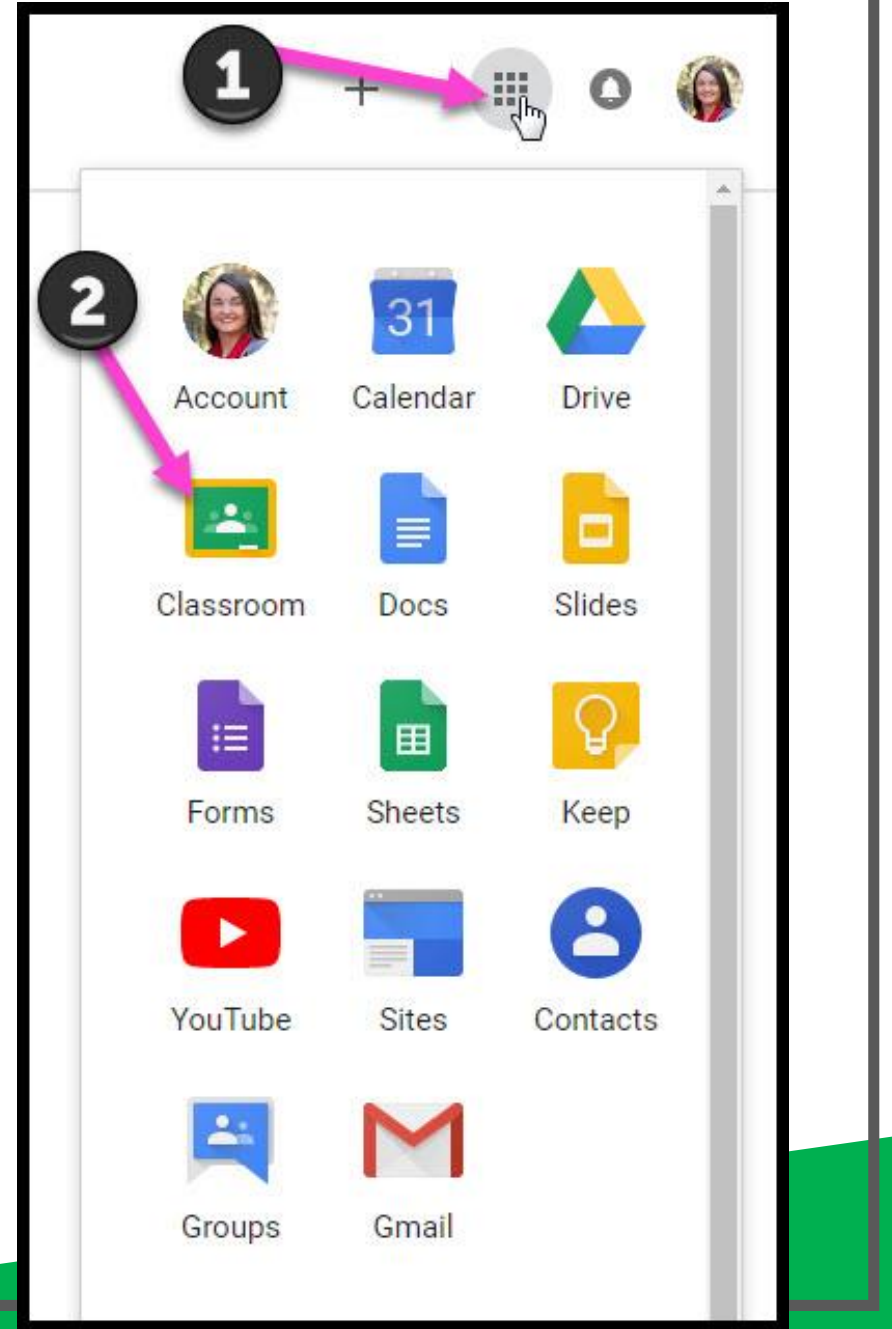 1
2
31
Account Calendar Drive
Classroom Docs Slides
Forms Sheets Keep
YouTube Sites Contacts
Groups Gmail